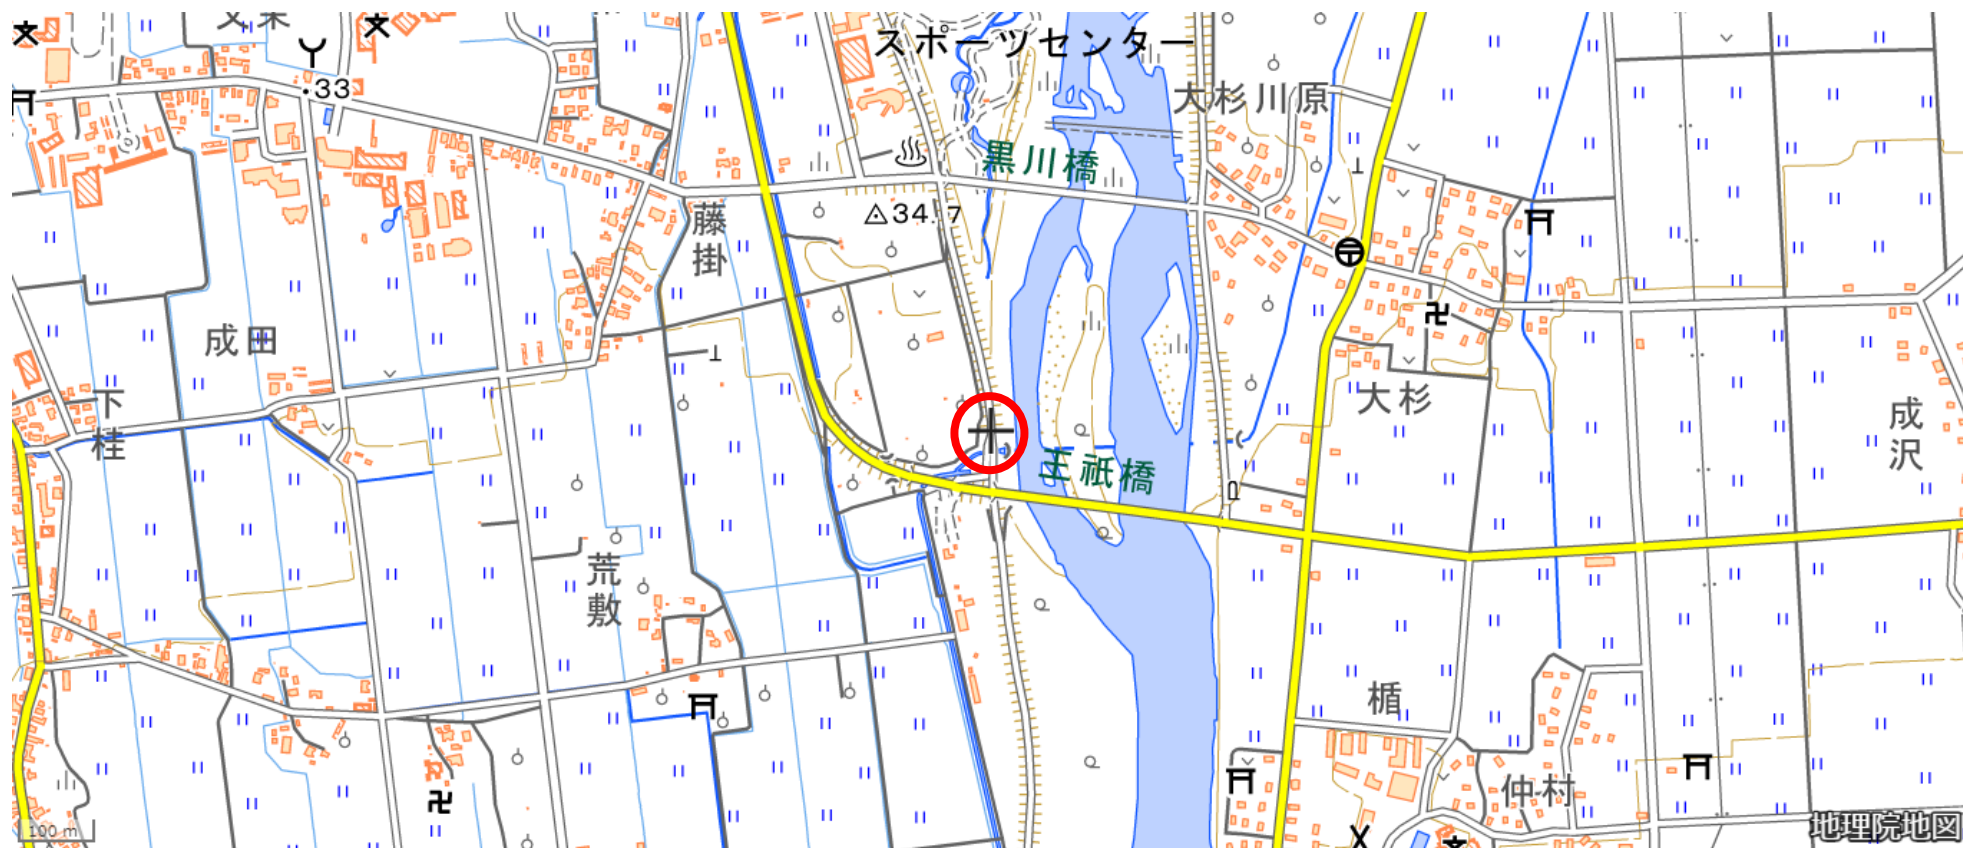 スポーツセンター
.33
大杉川原
黒川橋
34.7
藤掛
成田
下桂
大杉
成沢
王祇橋
荒敷
楯
仲村
100 m
地理院地図